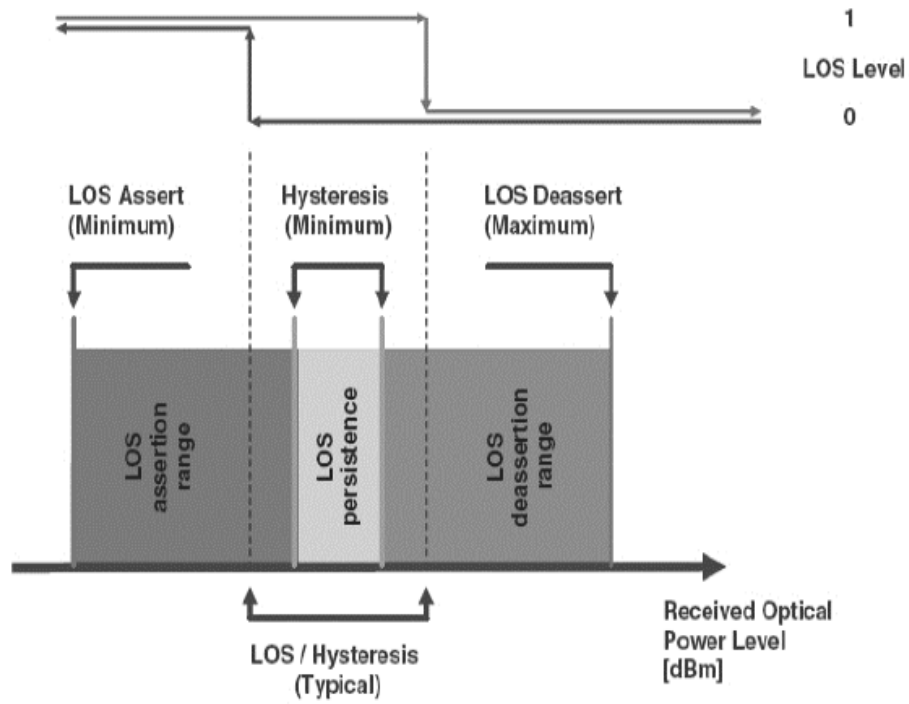 1
LOS Level
0
LOS Assert
(Minimum)
Hysteresis
(Minimum)
LOS Deassert
(Maximum)
LOS
assertion
range
LOS
persistence
LOS
deassertion
range
Received Optical
Power Level
[dBm]
LOS / Hysteresis
(Typical)